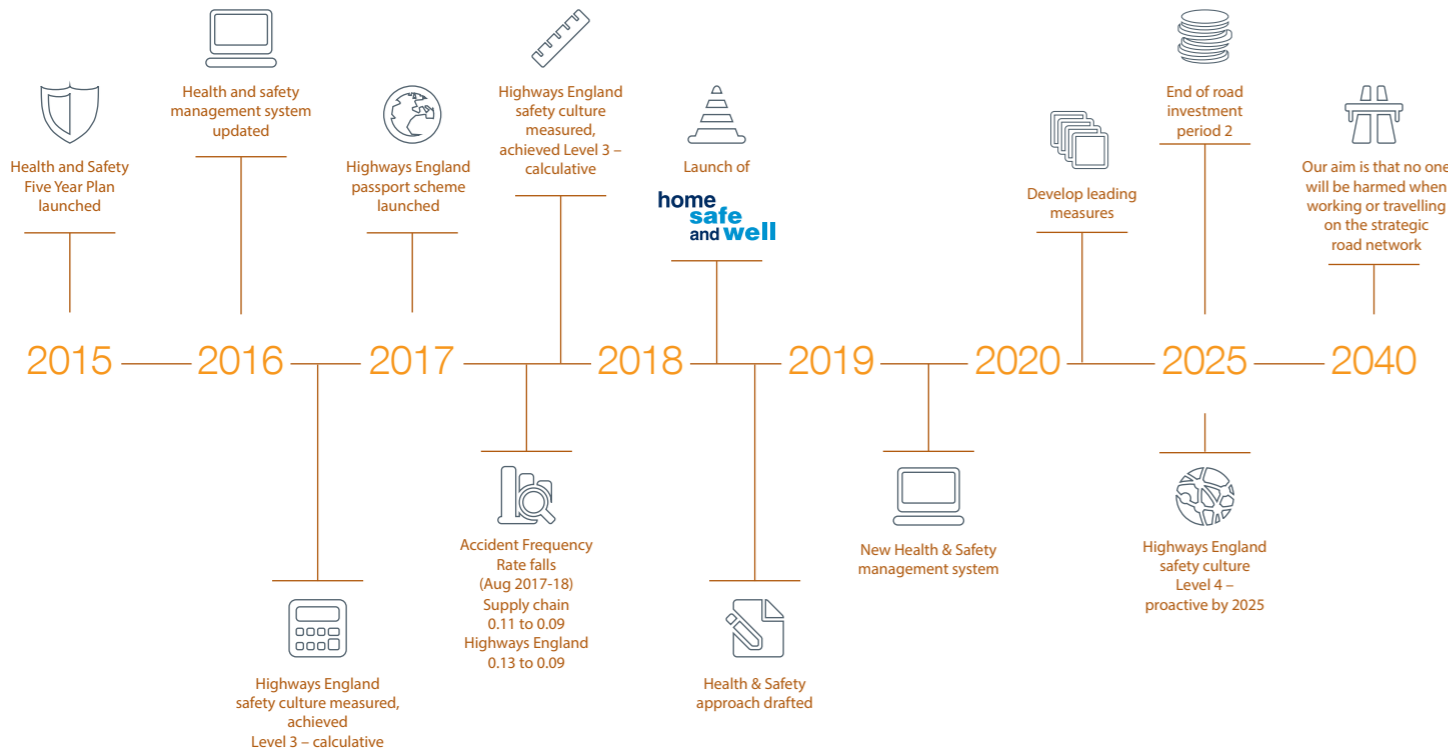 Health and Safety
Five Year Plan
launched
Health and safety
management system
updated
Highways England
passport scheme
launched
Highways England
safety culture
measured,
achieved Level 3 –
calculative
Launch of
home
safe
and well
Develop leading
measures
End of road
investment
period 2
Our aim is that no one
will be harmed when
working or travelling
on the strategic
road network
2015
2016
2017
2018
2019
2020
2025
2040
Highways England
safety culture measured,
achieved
Level 3 – calculative
Accident Frequency
Rate falls
(Aug 2017-18)
Supply chain
0.11 to 0.09
Highways England
0.13 to 0.09
Health & Safety
approach drafted
New Health & Safety
management system
Highways England
safety culture
Level 4 –
proactive by 2025